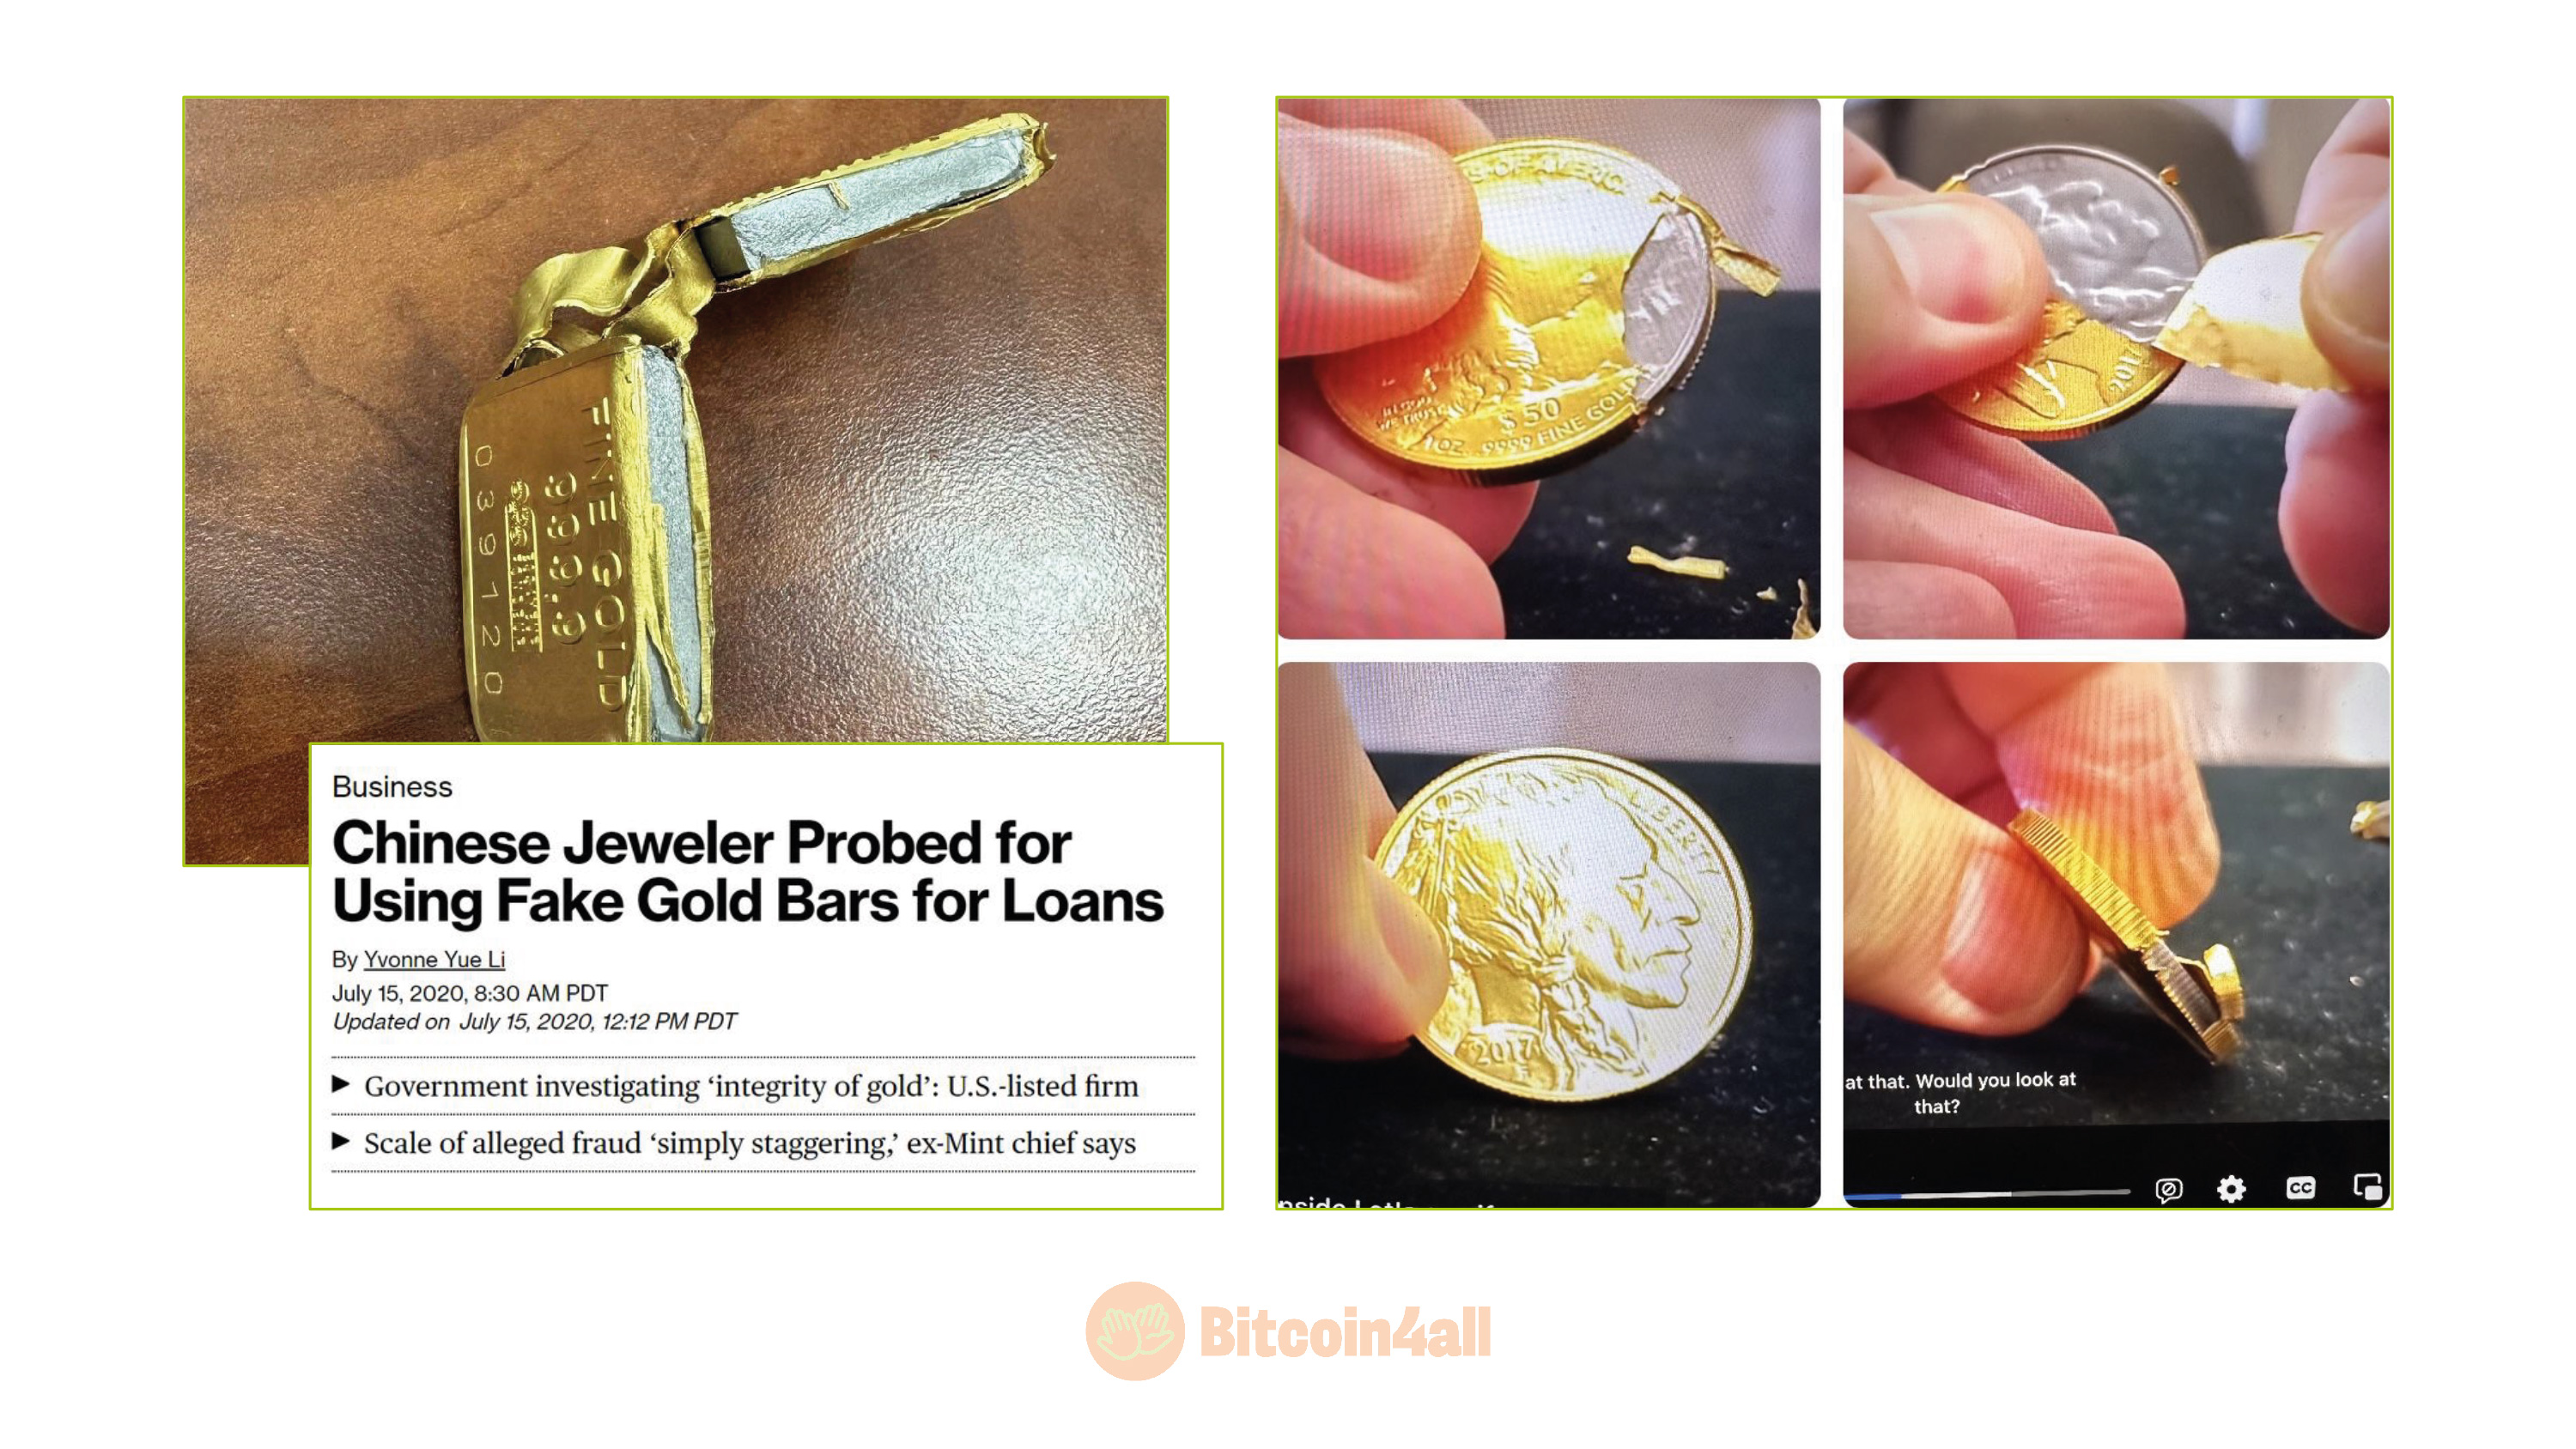 FINE GOLD
999.9
0391120
Business
Chinese Jeweler Probed for
Using Fake Gold Bars for Loans
By Yvonne Yue Li
July 15, 2020, 8:30 AM PDT
Updated on July 15, 2020, 12:12 PM PDT
Government investigating ‘integrity of gold’: U.S.-listed firm
Scale of alleged fraud ‘simply staggering,’ ex-Mint chief says
$ 50
1 OZ. .9999 FINE GOLD
201
LIBERTY
2017
at that. Would you look at
that?
CC
Bitcoin4all